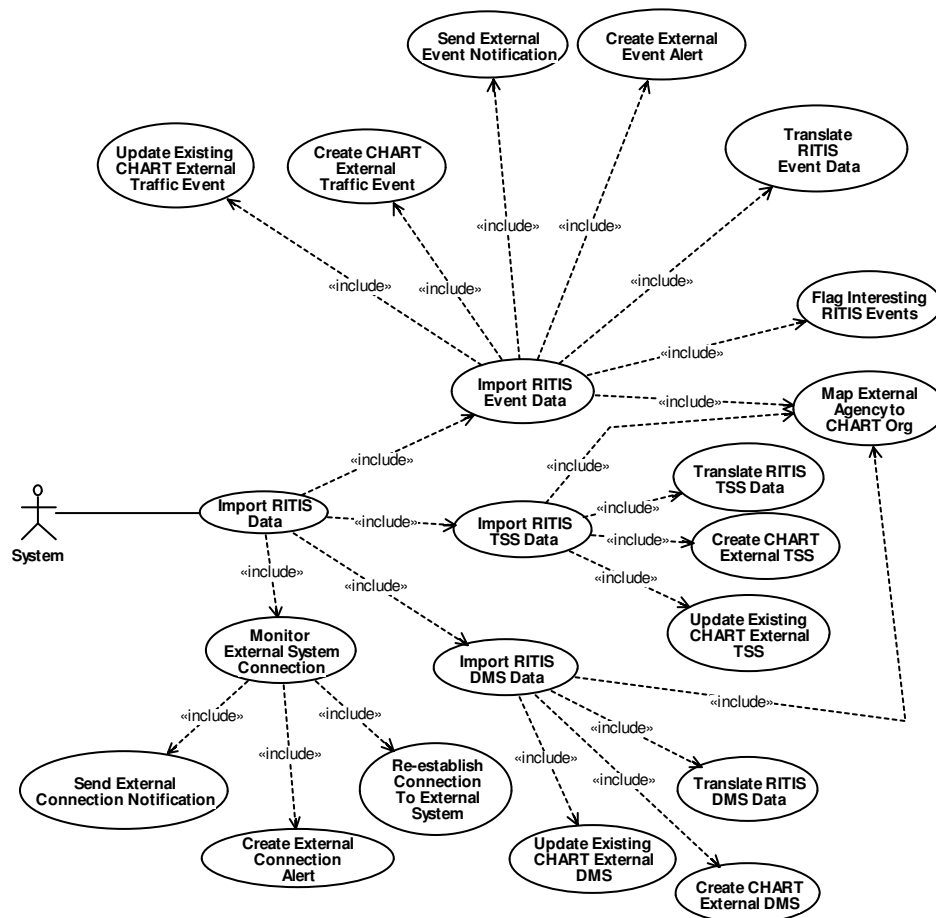 Send External
Event Notification
Create External
Event Alert
Update Existing
CHART External
Traffic Event
Create CHART
External
Traffic Event
Translate
RITIS
Event Data
«include»
«include»
«include»
«include»
«include»
Flag Interesting
RITIS Events
«include»
Import RITIS
Event Data
«include»
Map External
Agency to
CHART Org
«include»
«include»
Translate RITIS
TSS Data
Import RITIS
Data
«include»
Import RITIS
TSS Data
«include»
«include»
Create CHART
External TSS
System
«include»
«include»
«include»
Update Existing
CHART External
TSS
Monitor
External System
Connection
Import RITIS
DMS Data
«include»
«include»
«include»
«include»
«include»
«include»
«include»
Send External
Connection Notification
Re-establish
Connection
To External
System
Translate RITIS
DMS Data
Create External
Connection
Alert
Update Existing
CHART External
DMS
Create CHART
External DMS